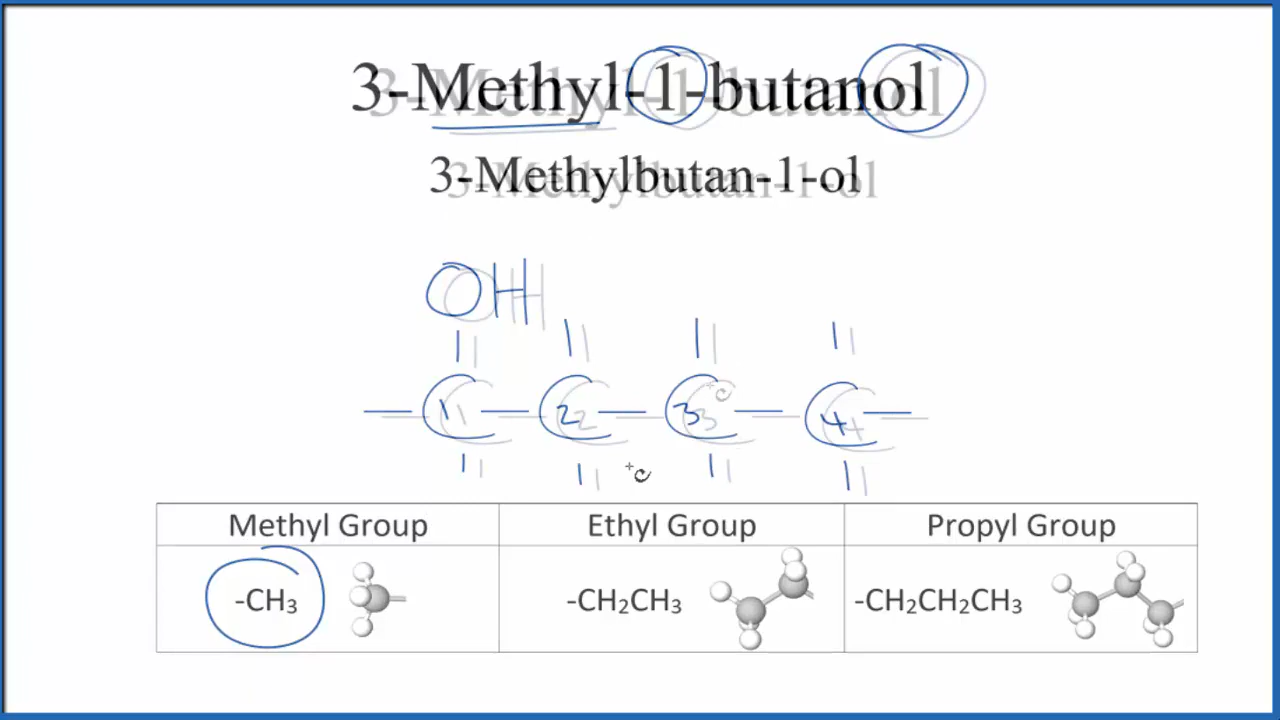 3-Methyl-1-butanol
3-Methylbutan-1-ol
OH
C C C C
1 2 3 4
Methyl Group Ethyl Group Propyl Group
-CH₃ -CH₂CH₃ -CH₂CH₂CH₃